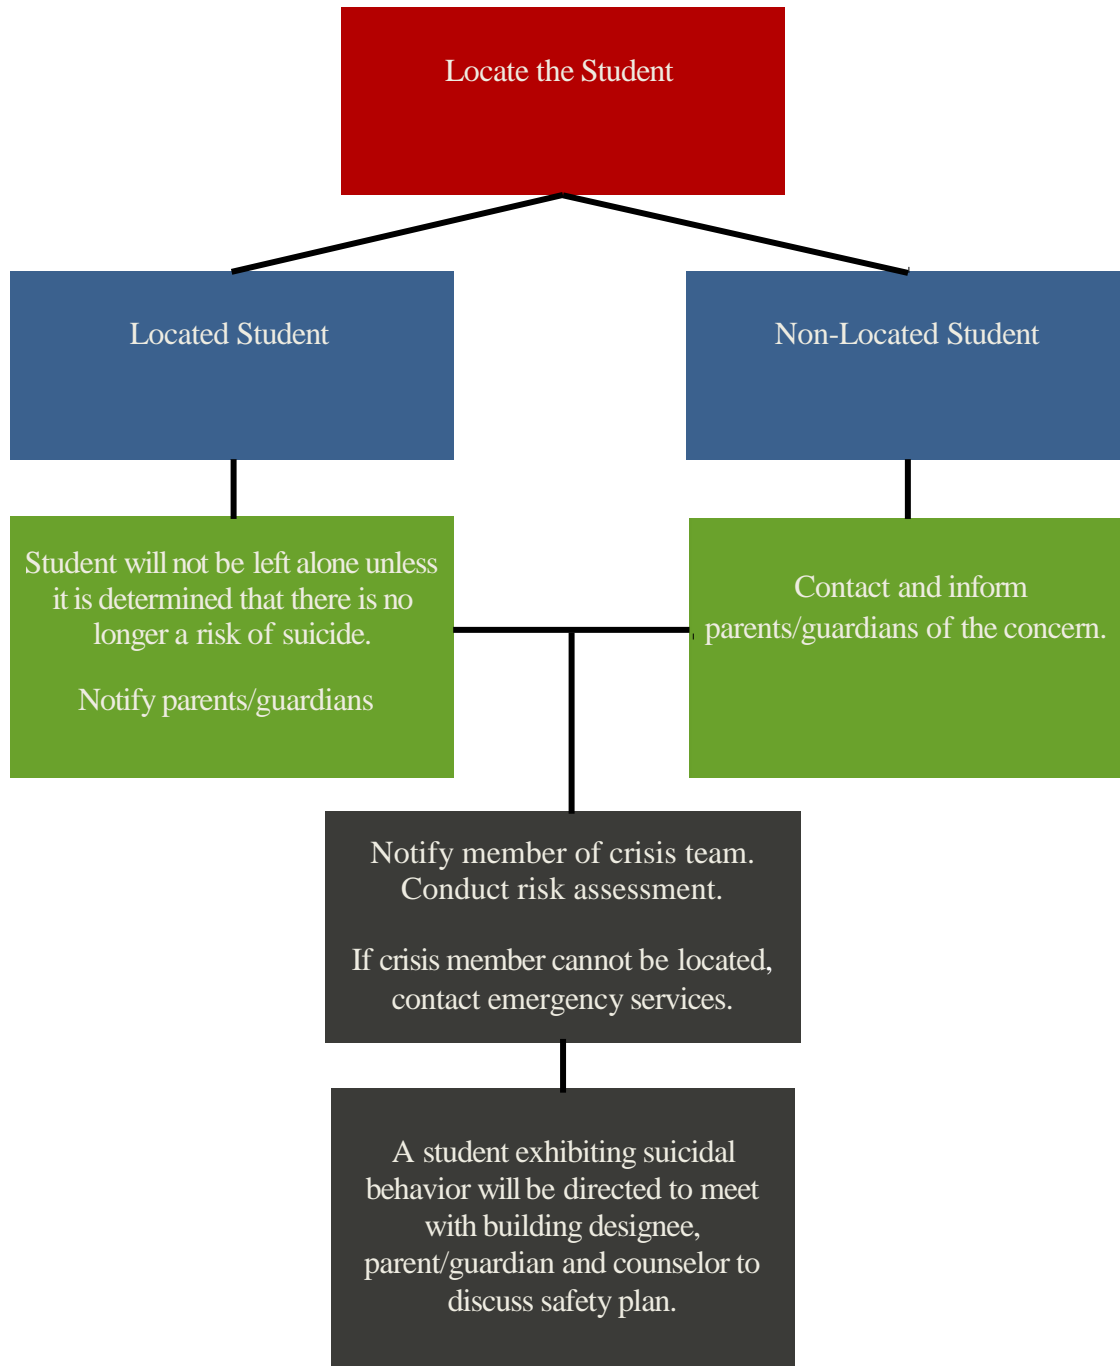 Locate the Student
Located Student
Non-Located Student
Student will not be left alone unless
it is determined that there is no
longer a risk of suicide.
Notify parents/guardians
Contact and inform
parents/guardians of the concern.
Notify member of crisis team.
Conduct risk assessment.
If crisis member cannot be located,
contact emergency services.
A student exhibiting suicidal
behavior will be directed to meet
with building designee,
parent/guardian and counselor to
discuss safety plan.